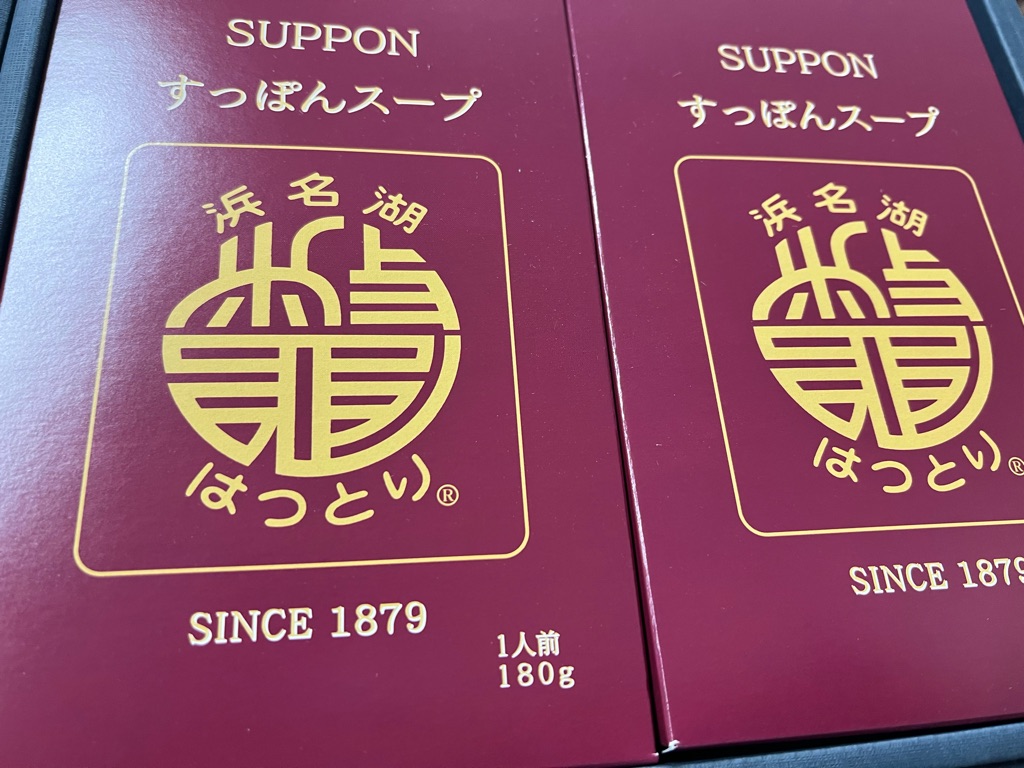 SUPPON
すっぽんスープ
浜名湖
はっとり®
SINCE 1879
1人前
180g
SUPPON
すっぽんスープ
浜名湖
はっとり®
SINCE 1879